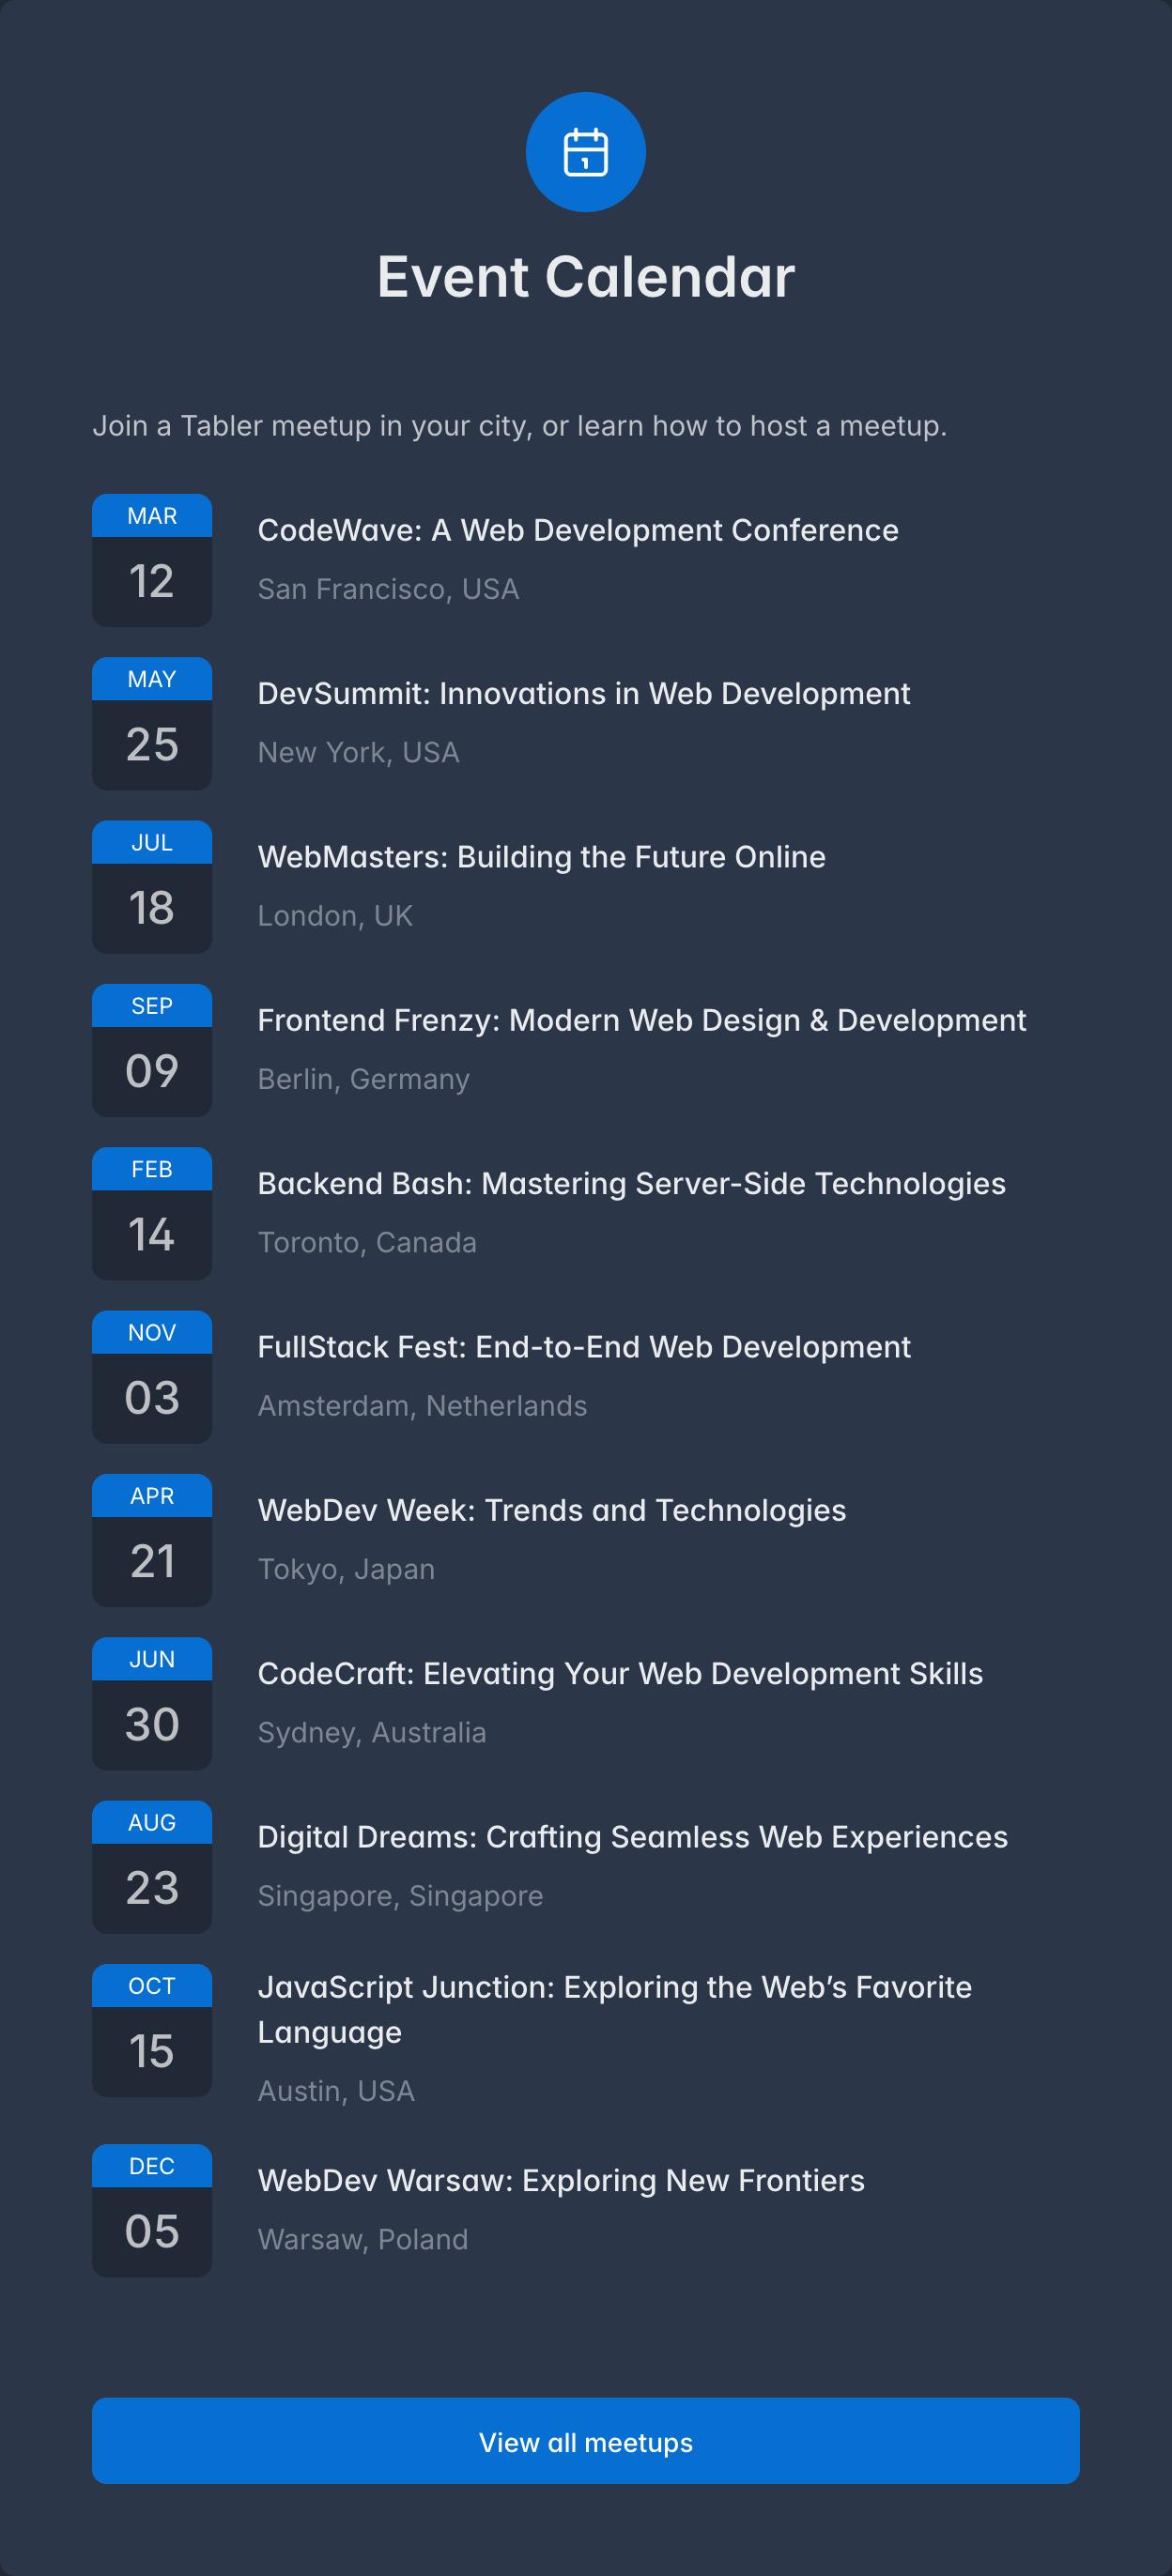 Event Calendar
Join a Tabler meetup in your city, or learn how to host a meetup.
MAR
12
CodeWave: A Web Development Conference
San Francisco, USA
MAY
25
DevSummit: Innovations in Web Development
New York, USA
JUL
18
WebMasters: Building the Future Online
London, UK
SEP
09
Frontend Frenzy: Modern Web Design & Development
Berlin, Germany
FEB
14
Backend Bash: Mastering Server-Side Technologies
Toronto, Canada
NOV
03
FullStack Fest: End-to-End Web Development
Amsterdam, Netherlands
APR
21
WebDev Week: Trends and Technologies
Tokyo, Japan
JUN
30
CodeCraft: Elevating Your Web Development Skills
Sydney, Australia
AUG
23
Digital Dreams: Crafting Seamless Web Experiences
Singapore, Singapore
OCT
15
JavaScript Junction: Exploring the Web’s Favorite
Language
Austin, USA
DEC
05
WebDev Warsaw: Exploring New Frontiers
Warsaw, Poland
View all meetups